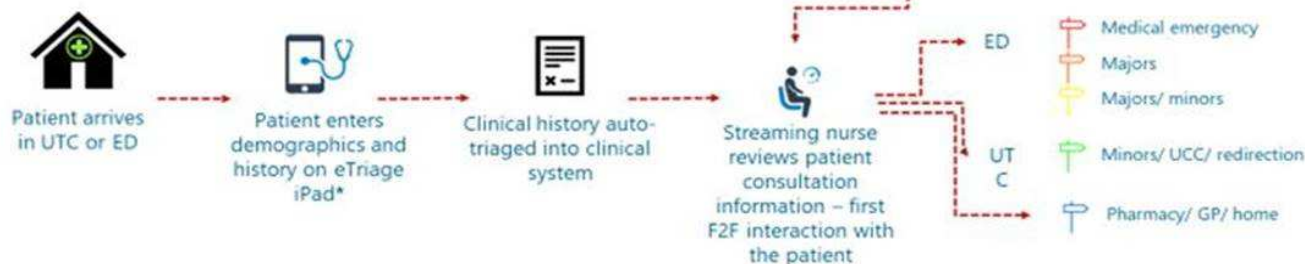 Patient arrives
in UTC or ED
Patient enters
demographics and
history on eTriage
iPad*
Clinical history auto-
triaged into clinical
system
Streaming nurse
reviews patient
consultation
information – first
F2F interaction with
the patient
ED
UT
C
Medical emergency
Majors
Majors/ minors
Minors/ UCC/ redirection
Pharmacy/ GP/ home